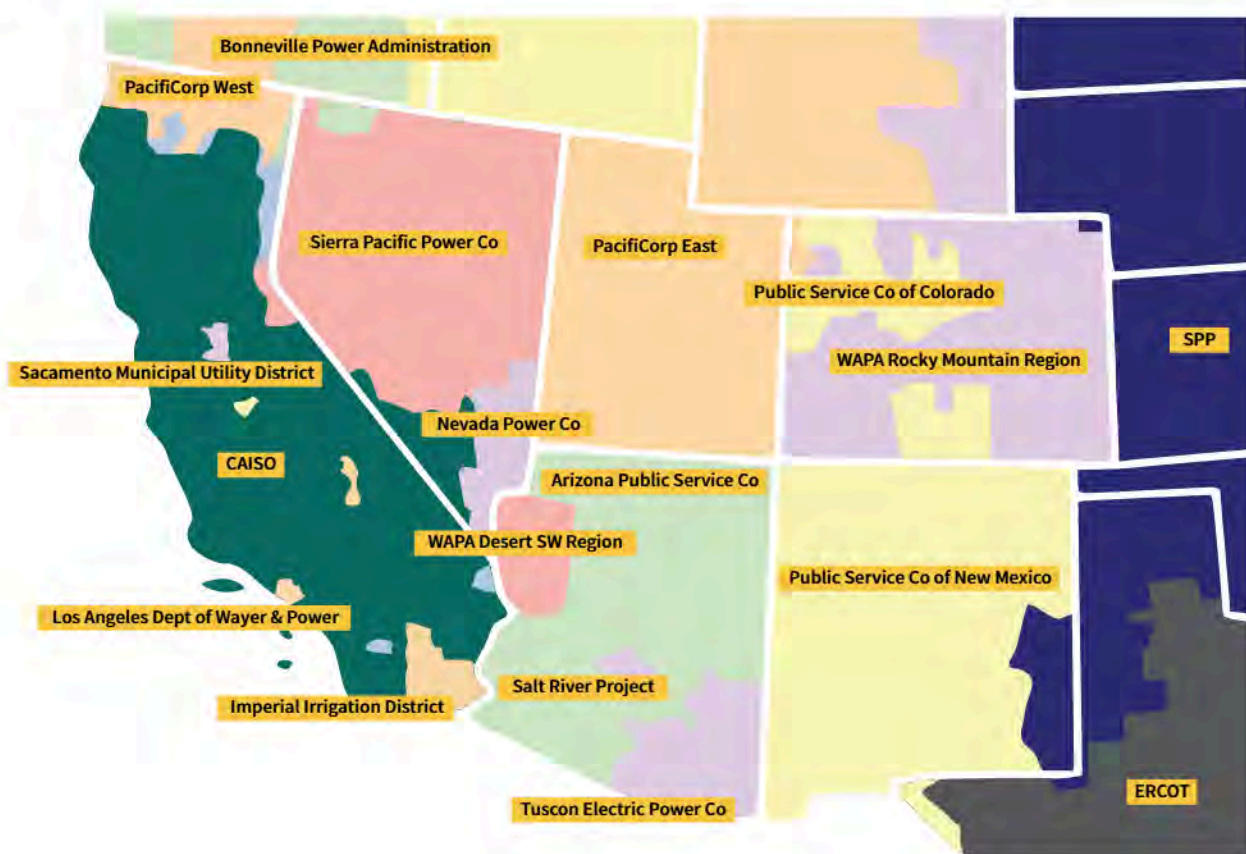 Bonneville Power Administration
PacifiCorp West
Sierra Pacific Power Co
PacifiCorp East
Public Service Co of Colorado
SPP
WAPA Rocky Mountain Region
Sacamento Municipal Utility District
Nevada Power Co
CAISO
Arizona Public Service Co
WAPA Desert SW Region
Public Service Co of New Mexico
Los Angeles Dept of Wayer & Power
Salt River Project
Imperial Irrigation District
ERCOT
Tuscon Electric Power Co